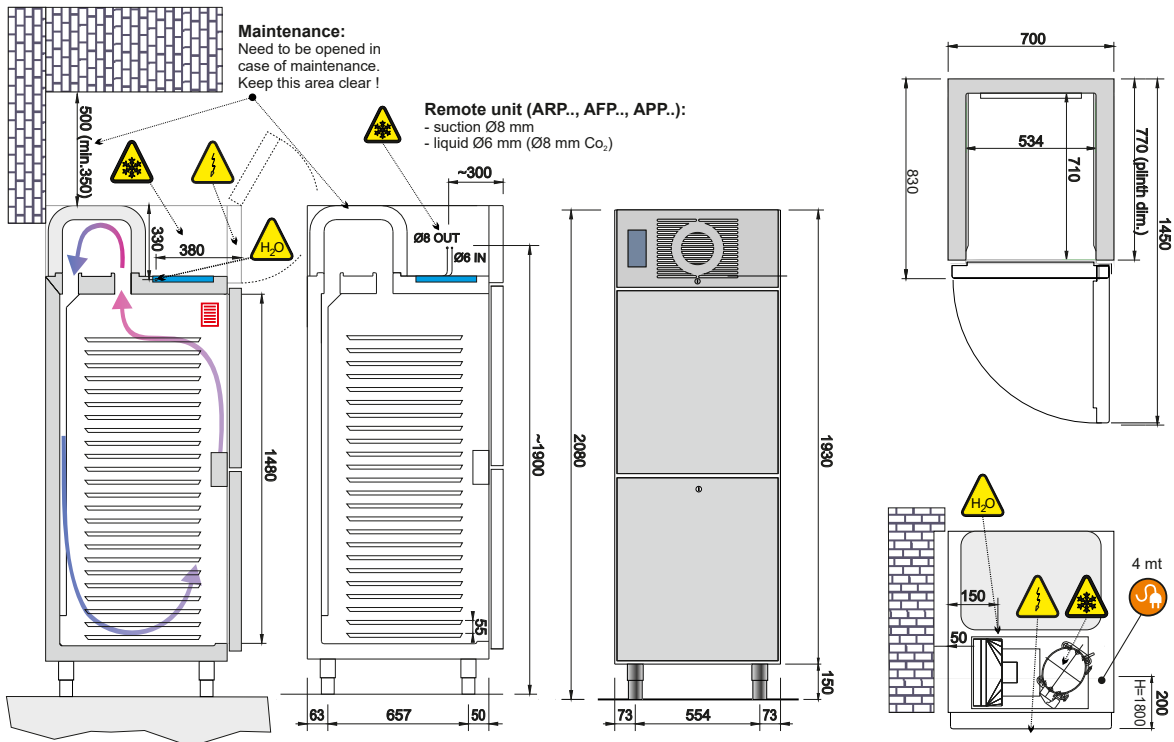 Maintenance:
Need to be opened in
case of maintenance.
Keep this area clear !
Remote unit (ARP.., AFP.., APP..):
- suction Ø8 mm
- liquid Ø6 mm (Ø8 mm Co₂)
500 (min.350)
330
380
H₂O
~300
Ø8 OUT
Ø6 IN
1480
55
~1900
2080
1930
150
63
657
50
73
554
73
700
534
710
830
770 (plinth dim.)
1450
H₂O
4 mt
150
50
200
H=1800